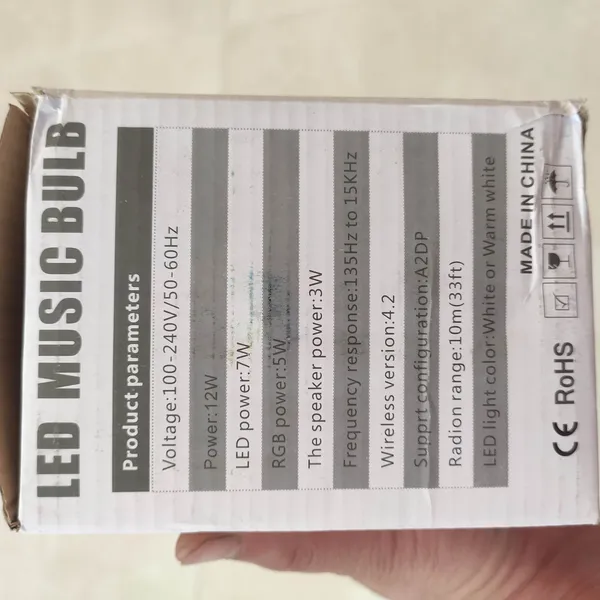 LED MUSIC BULB
Product parameters
Voltage:100-240V/50-60Hz
Power:12W
LED power:7W
RGB power:5W
The speaker power:3W
Frequency response:135Hz to 15KHz
Wireless version:4.2
Supprt configuration:A2DP
Radion range:10m(33ft)
LED light color:White or Warm white
MADE IN CHINA
CE RoHS